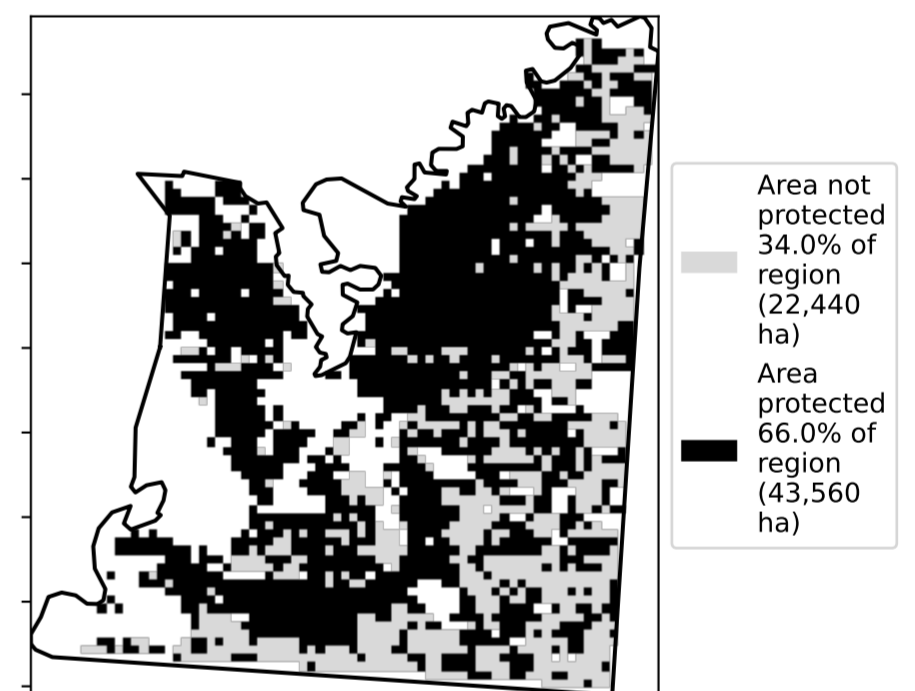 Area not
protected
34.0% of
region
(22,440
ha)
Area
protected
66.0% of
region
(43,560
ha)